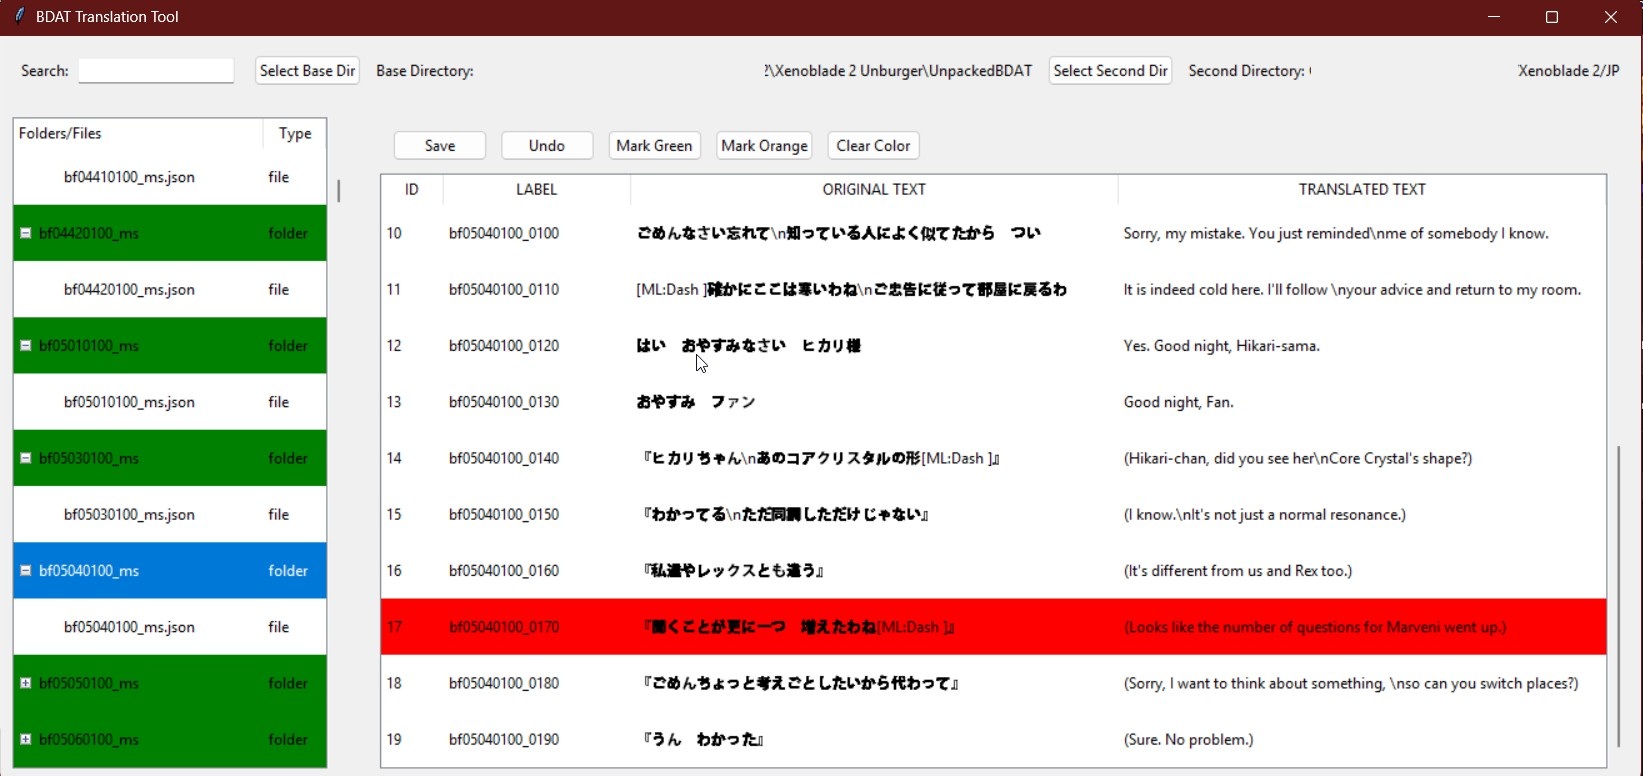 BDAT Translation Tool
Search: Select Base Dir Base Directory: 2\Xenoblade 2 Unburger\UnpackedBDAT Select Second Dir Second Directory: Xenoblade 2/JP
Folders/Files Type
bf04410100_ms.json file
bf04420100_ms folder
bf04420100_ms.json file
bf05010100_ms folder
bf05010100_ms.json file
bf05030100_ms folder
bf05030100_ms.json file
bf05040100_ms folder
bf05040100_ms.json file
bf05050100_ms folder
bf05060100_ms folder
Save Undo Mark Green Mark Orange Clear Color
ID LABEL ORIGINAL TEXT TRANSLATED TEXT
10 bf05040100_0100 ごめんなさい忘れて\n知っている人によく似てたから　つい Sorry, my mistake. You just reminded\nme of somebody I know.
11 bf05040100_0110 [ML:Dash ]確かにここは寒いわね\nご忠告に従って部屋に戻るわ It is indeed cold here. I'll follow \nyour advice and return to my room.
12 bf05040100_0120 はい　おやすみなさい　ヒカリ様 Yes. Good night, Hikari-sama.
13 bf05040100_0130 おやすみ　ファン Good night, Fan.
14 bf05040100_0140 『ヒカリちゃん\nあのコアクリスタルの形[ML:Dash ]』 (Hikari-chan, did you see her\nCore Crystal's shape?)
15 bf05040100_0150 『わかってる\nただ同調しただけじゃない』 (I know.\nIt's not just a normal resonance.)
16 bf05040100_0160 『私達やレックスとも違う』 (It's different from us and Rex too.)
17 bf05040100_0170 『聞くことが更に一つ　増えたわね[ML:Dash ]』 (Looks like the number of questions for Marveni went up.)
18 bf05040100_0180 『ごめんちょっと考えごとしたいから代わって』 (Sorry, I want to think about something, \nso can you switch places?)
19 bf05040100_0190 『うん　わかった』 (Sure. No problem.)